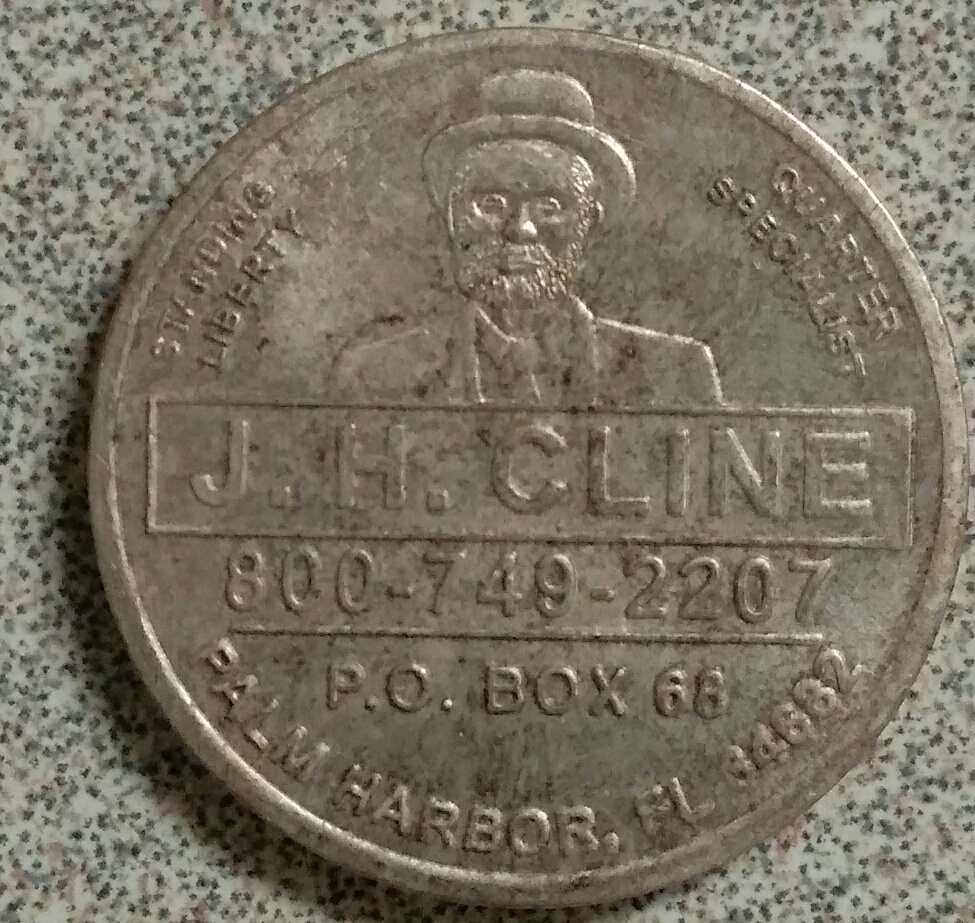 STANDING
LIBERTY
QUARTER
SPECIALIST
J.H. CLINE
800-749-2207
P.O. BOX 68
PALM HARBOR, FL 34682